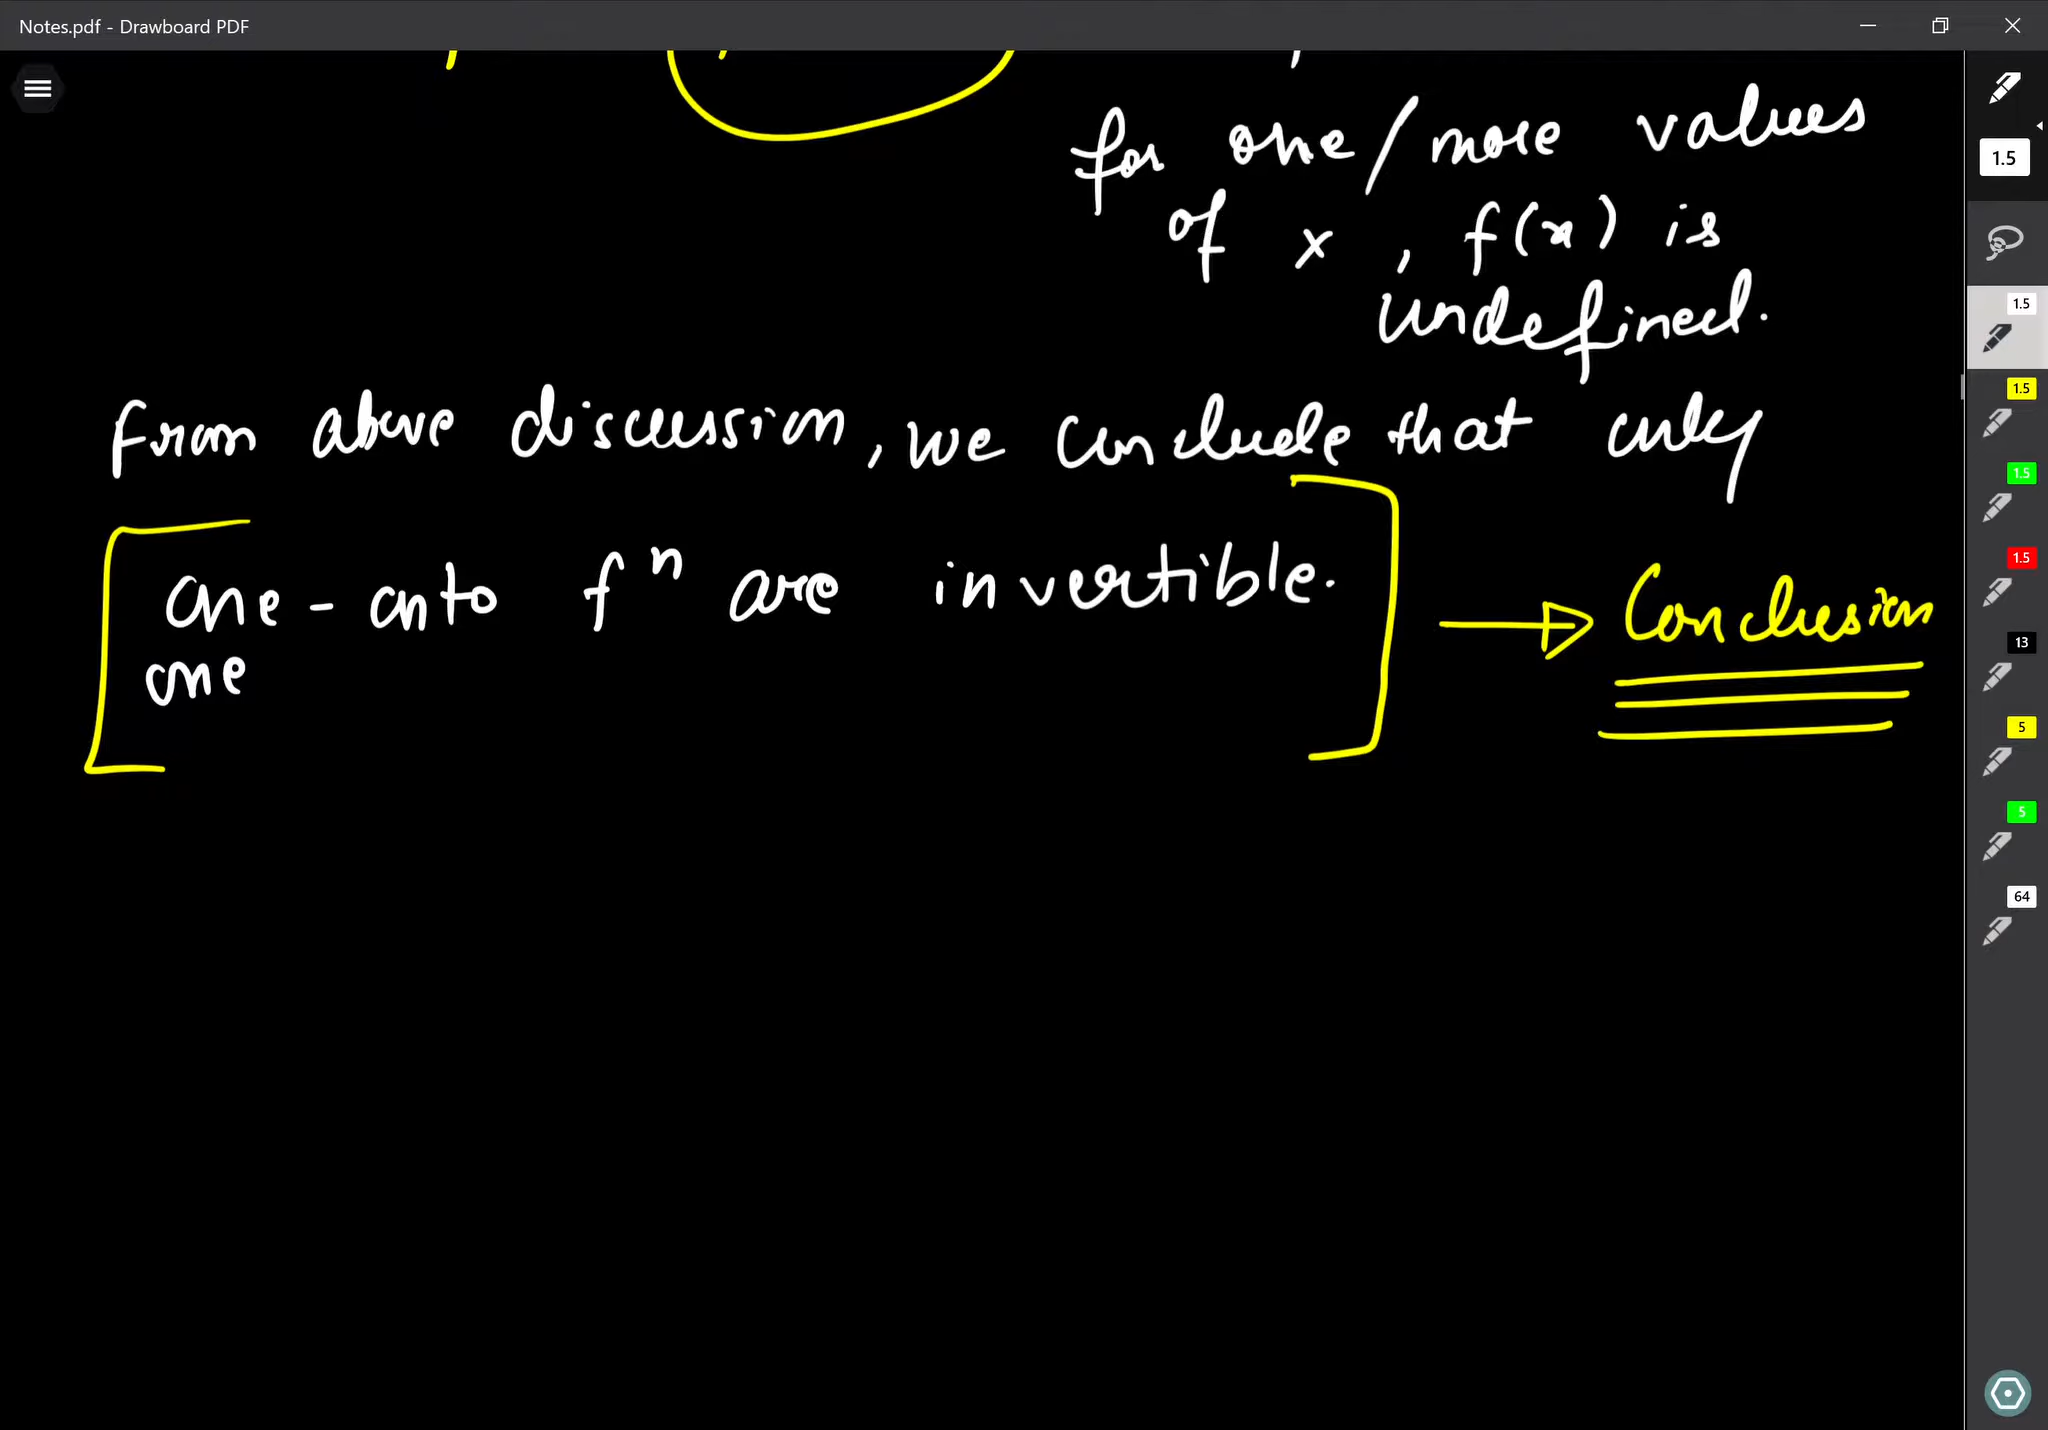 Notes.pdf - Drawboard PDF
1.5
for one/more values
of x, f(x) is
undefined.
From above discussion, we conclude that only
one - onto fⁿ are invertible.
one
Conclusion
1.5
1.5
1.5
1.5
13
5
5
64